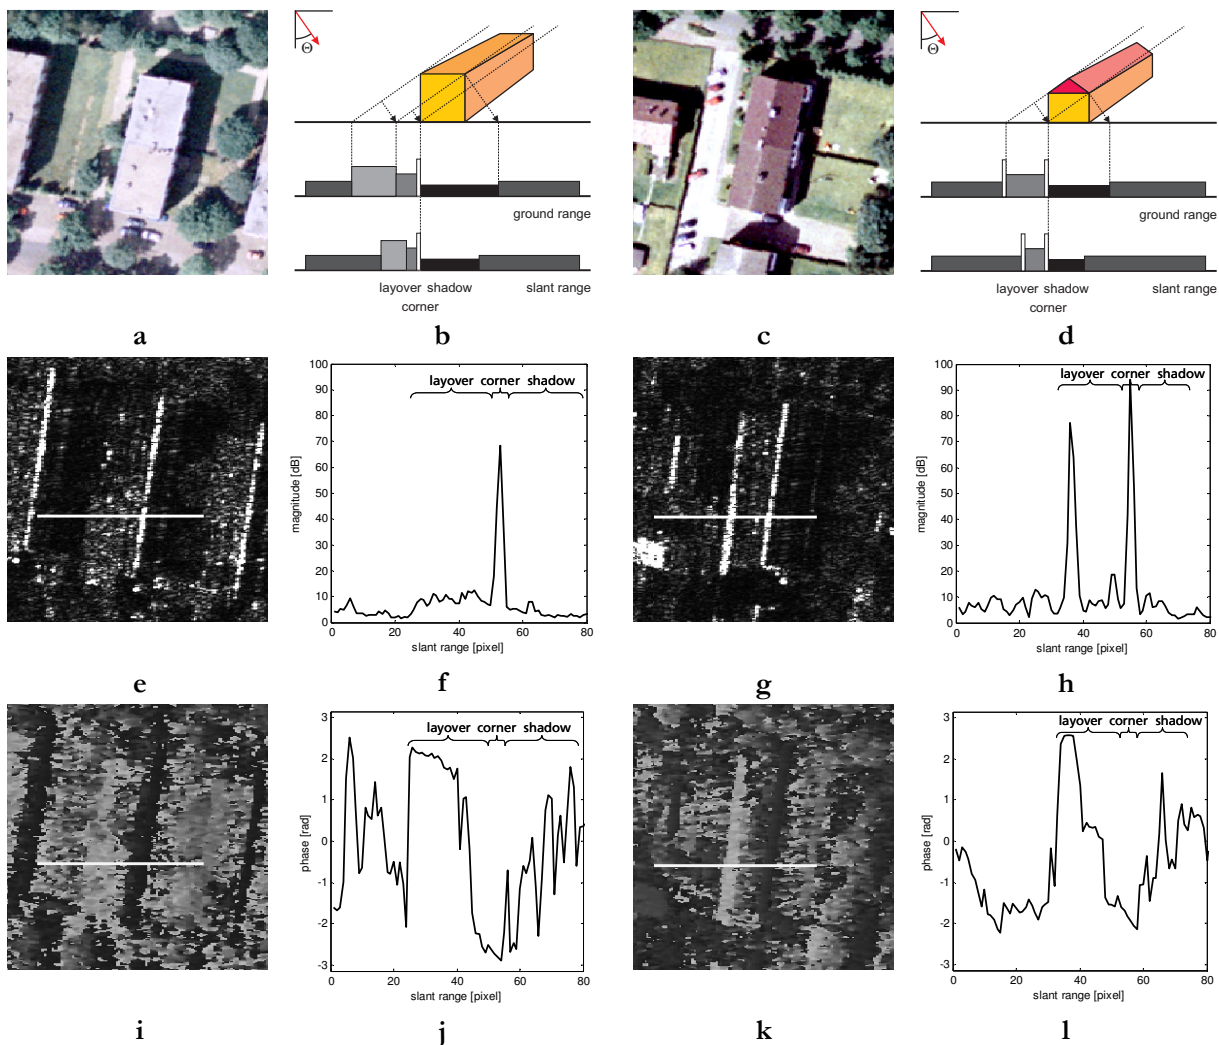 Θ
Θ
ground range
ground range
slant range
slant range
layover shadow
corner
layover shadow
corner
a
b
c
d
100
90
80
70
60
50
40
30
20
10
0
magnitude [dB]
layover corner shadow
0 20 40 60 80
slant range [pixel]
100
90
80
70
60
50
40
30
20
10
0
magnitude [dB]
layover corner shadow
0 20 40 60 80
slant range [pixel]
e
f
g
h
3
2
1
0
-1
-2
-3
phase [rad]
layover corner shadow
0 20 40 60 80
slant range [pixel]
3
2
1
0
-1
-2
-3
phase [rad]
layover corner shadow
0 20 40 60 80
slant range [pixel]
i
j
k
l